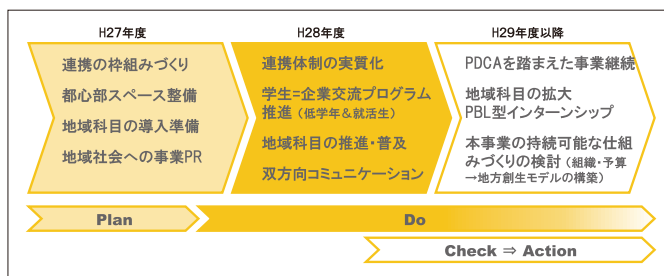 H27年度
連携の枠組みづくり
都心部スペース整備
地域科目の導入準備
地域社会への事業PR
H28年度
連携体制の実質化
学生=企業交流プログラム
推進（低学年＆就活生）
地域科目の推進・普及
双方向コミュニケーション
H29年度以降
PDCAを踏まえた事業継続
地域科目の拡大
PBL型インターンシップ
本事業の持続可能な仕組
みづくりの検討（組織・予算
→地方創生モデルの構築）
Plan
Do
Check ⇒ Action